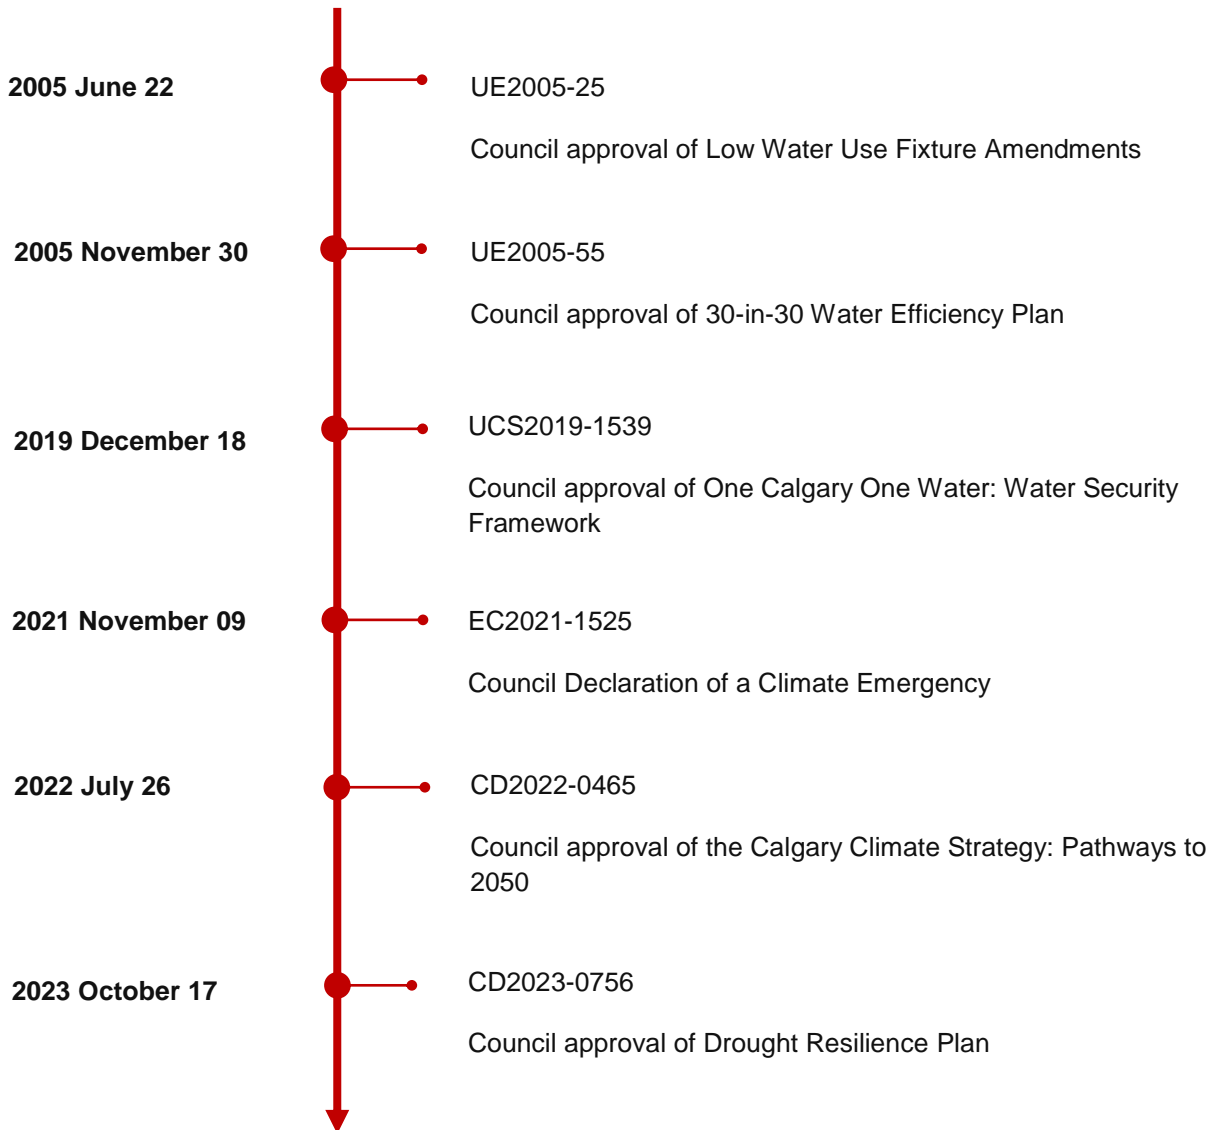 2005 June 22
UE2005-25
Council approval of Low Water Use Fixture Amendments
2005 November 30
UE2005-55
Council approval of 30-in-30 Water Efficiency Plan
2019 December 18
UCS2019-1539
Council approval of One Calgary One Water: Water Security
Framework
2021 November 09
EC2021-1525
Council Declaration of a Climate Emergency
2022 July 26
CD2022-0465
Council approval of the Calgary Climate Strategy: Pathways to
2050
2023 October 17
CD2023-0756
Council approval of Drought Resilience Plan